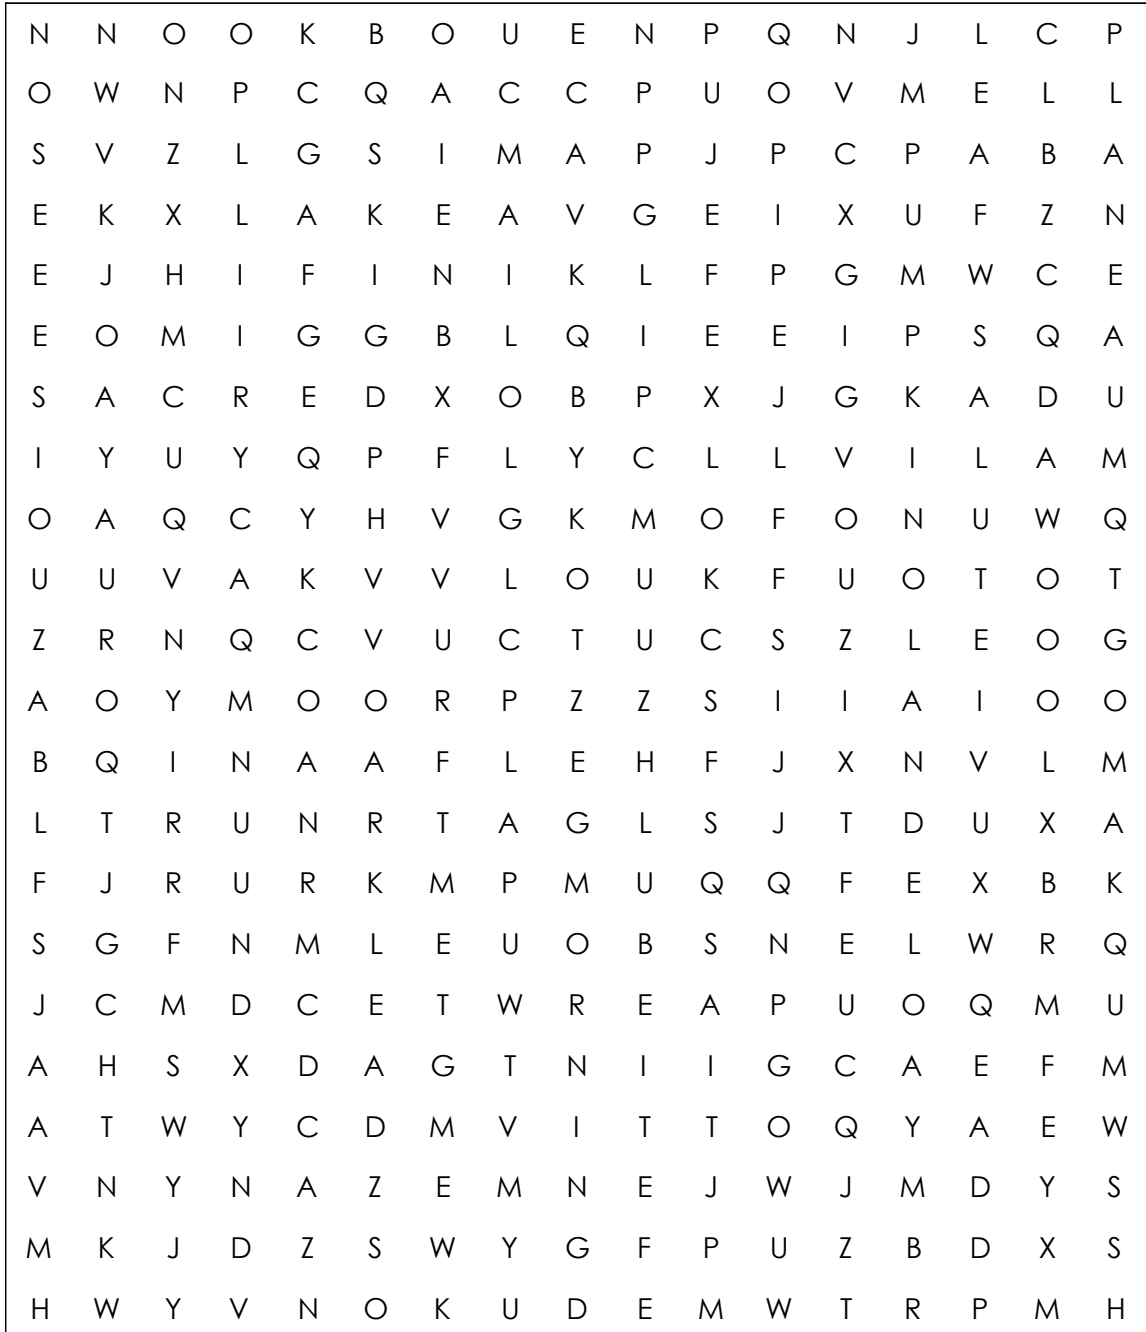 N N O O K B O U E N P Q N J L C P
O W N P C Q A C C P U O V M E L L
S V Z L G S I M A P J P C P A B A
E K X L A K E A V G E I X U F Z N
E J H I F I N I K L F P G M W C E
E O M I G G B L Q I E E I P S Q A
S A C R E D X O B P X J G K A D U
I Y U Y Q P F L Y C L L V I L A M
O A Q C Y H V G K M O F O N U W Q
U U V A K V V L O U K F U O T O T
Z R N Q C V U C T U C S Z L E O G
A O Y M O O R P Z Z S I I A I O O
B Q I N A A F L E H F J X N V L M
L T R U N R T A G L S J T D U X A
F J R U R K M P M U Q Q F E X B K
S G F N M L E U O B S N E L W R Q
J C M D C E T W R E A P U O Q M U
A H S X D A G T N I I G C A E F M
A T W Y C D M V I T T O Q Y A E W
V N Y N A Z E M N E J W J M D Y S
M K J D Z S W Y G F P U Z B D X S
H W Y V N O K U D E M W T R P M H